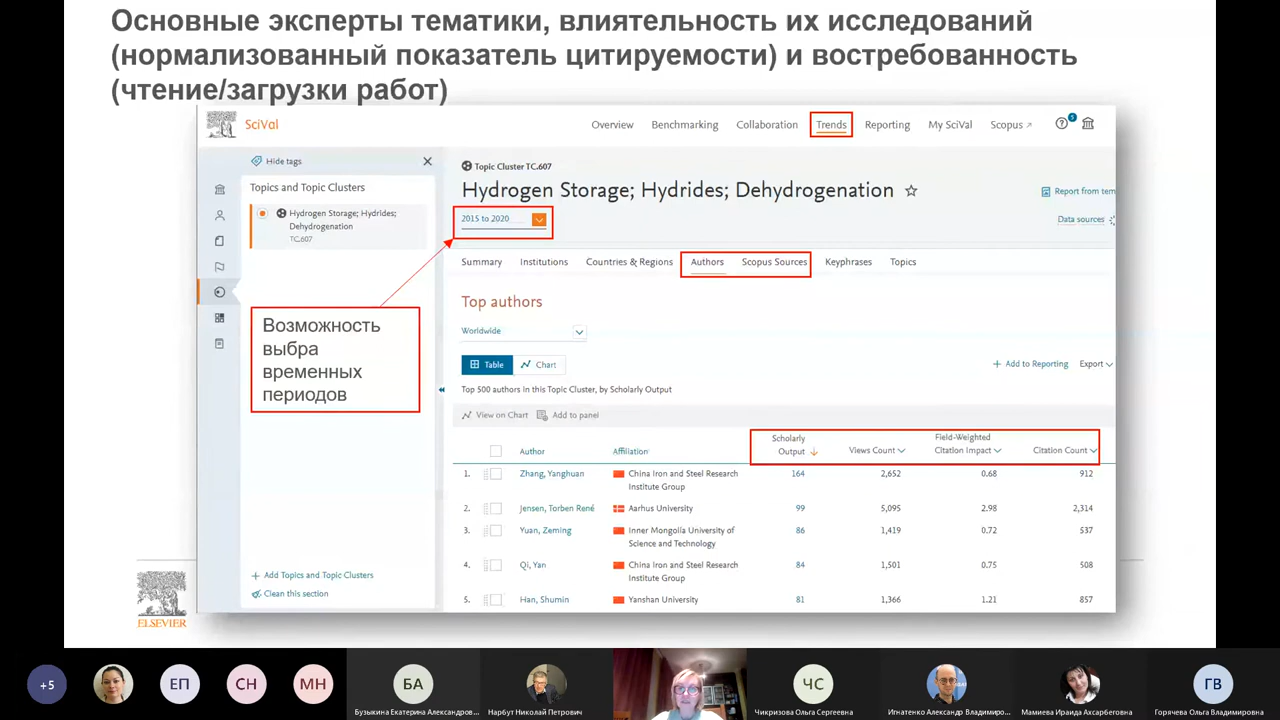 Основные эксперты тематики, влиятельность их исследований
(нормализованный показатель цитируемости) и востребованность
(чтение/загрузки работ)
SciVal
Overview
Benchmarking
Collaboration
Trends
Reporting
My SciVal
Scopus
Hide tags
Topics and Topic Clusters
Hydrogen Storage; Hydrides;
Dehydrogenation
TC.607
Topic Cluster TC.607
Hydrogen Storage; Hydrides; Dehydrogenation
Report from tem
2015 to 2020
Data sources
Summary
Institutions
Countries & Regions
Authors
Scopus Sources
Keyphrases
Topics
Возможность
выбра
временных
периодов
Top authors
Worldwide
Table
Chart
+ Add to Reporting
Export
Top 500 authors in this Topic Cluster, by Scholarly Output
View on Chart
Add to panel
Author
Affiliation
Scholarly
Output
Views Count
Field-Weighted
Citation Impact
Citation Count
1. Zhang, Yanghuan China Iron and Steel Research 164 2,652 0.68 912
Institute Group
2. Jensen, Torben René Aarhus University 99 5,095 2.98 2,314
3. Yuan, Zeming Inner Mongolia University of 86 1,419 0.72 537
Science and Technology
4. Qi, Yan China Iron and Steel Research 84 1,501 0.75 508
Institute Group
5. Han, Shumin Yanshan University 81 1,366 1.21 857
+ Add Topics and Topic Clusters
Clean this section
ELSEVIER
+5
ЕП
СН
МН
БА
Бузыкина Екатерина Александров...
Нарбут Николай Петрович
ЧС
Чикризова Ольга Сергеевна
Игнатенко Александр Владимиро...
Мамиева Ираида Ахсарбеговна
ГВ
Горячева Ольга Владимировна